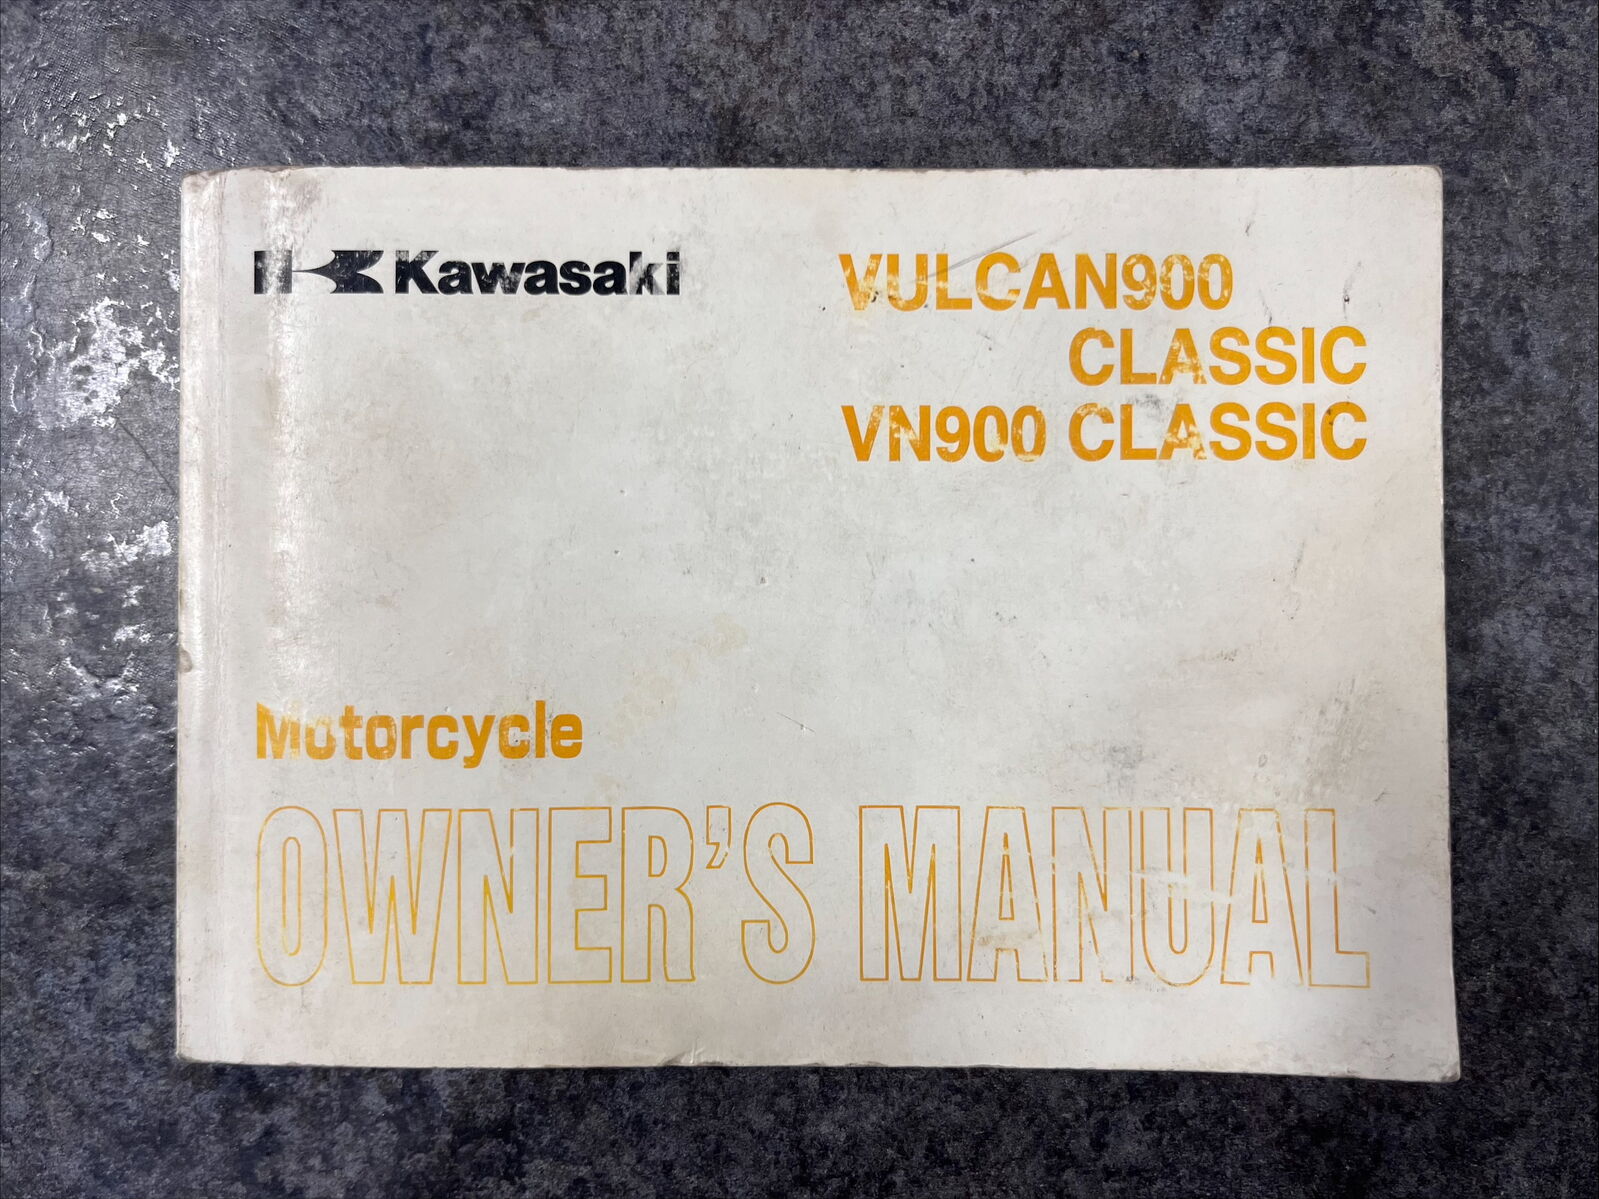 Kawasaki
VULCAN900
CLASSIC
VN900 CLASSIC
Motorcycle
OWNER'S MANUAL